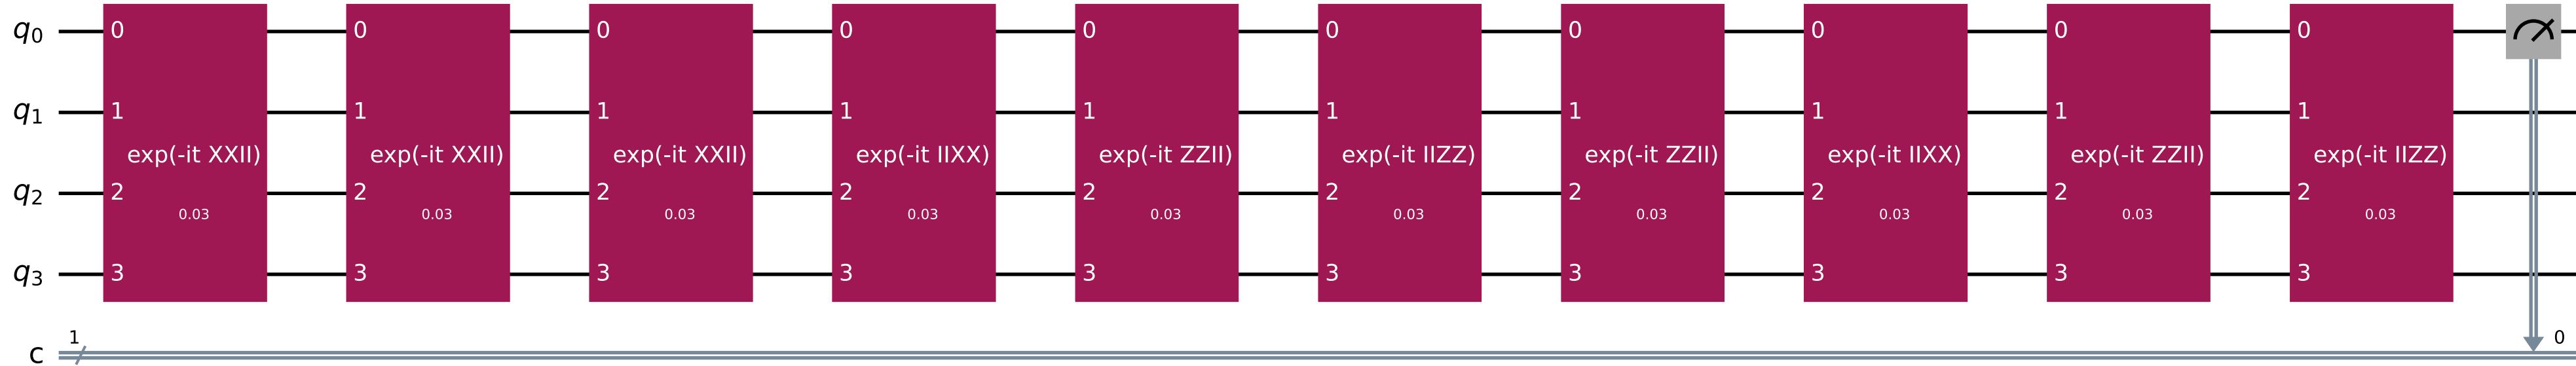 q0 0 0 0 0 0 0 0 0 0 0
q1 1 1 1 1 1 1 1 1 1 1
exp(-it XXII) exp(-it XXII) exp(-it XXII) exp(-it IIXX) exp(-it ZZII) exp(-it IIZZ) exp(-it ZZII) exp(-it IIXX) exp(-it ZZII) exp(-it IIZZ)
q2 2 2 2 2 2 2 2 2 2 2
0.03 0.03 0.03 0.03 0.03 0.03 0.03 0.03 0.03 0.03
q3 3 3 3 3 3 3 3 3 3 3
1 0
c